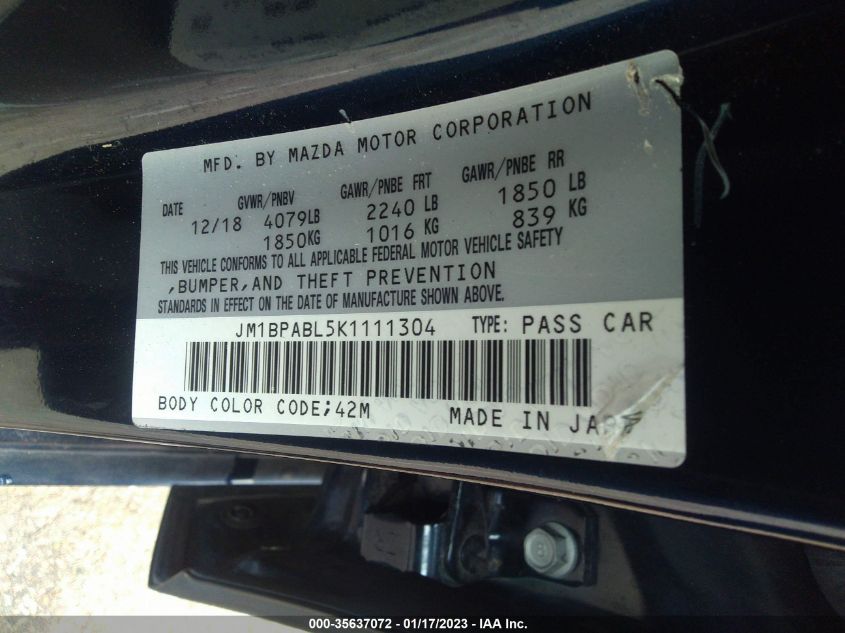 MFD. BY MAZDA MOTOR CORPORATION
DATE GVWR/PNBV GAWR/PNBE FRT GAWR/PNBE RR
12/18 4079LB 2240 LB 1850 LB
1850KG 1016 KG 839 KG
THIS VEHICLE CONFORMS TO ALL APPLICABLE FEDERAL MOTOR VEHICLE SAFETY
,BUMPER,AND THEFT PREVENTION
STANDARDS IN EFFECT ON THE DATE OF MANUFACTURE SHOWN ABOVE.
JM1BPABL5K1111304 TYPE: PASS CAR
BODY COLOR CODE;42M MADE IN JAPAN
000-35637072 / 01/17/2023 - IAA Inc.